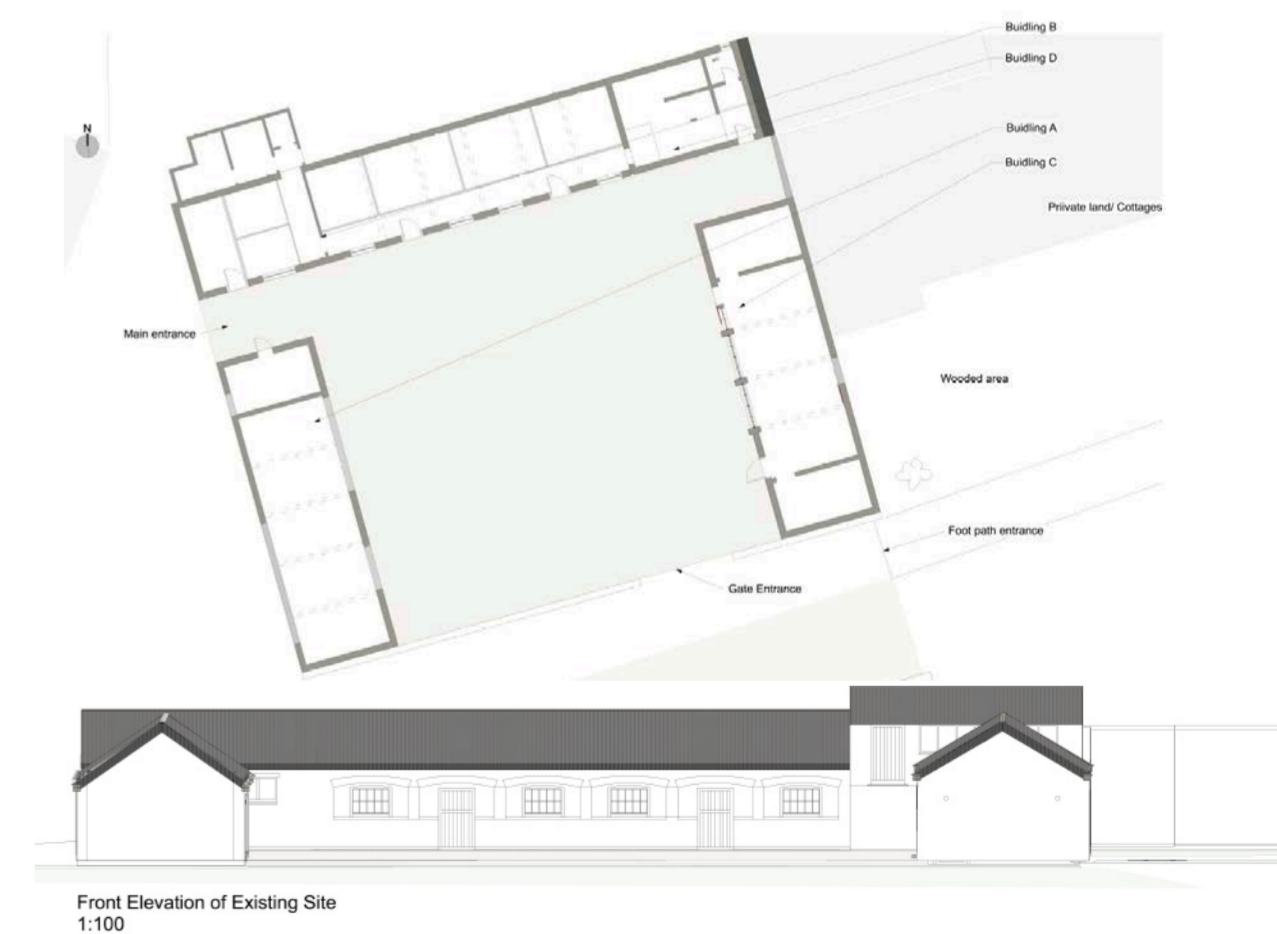 Buidling B
Buidling D
N
Buidling A
Buidling C
Priivate land/ Cottages
Main entrance
Wooded area
Foot path entrance
Gate Entrance
Front Elevation of Existing Site
1:100